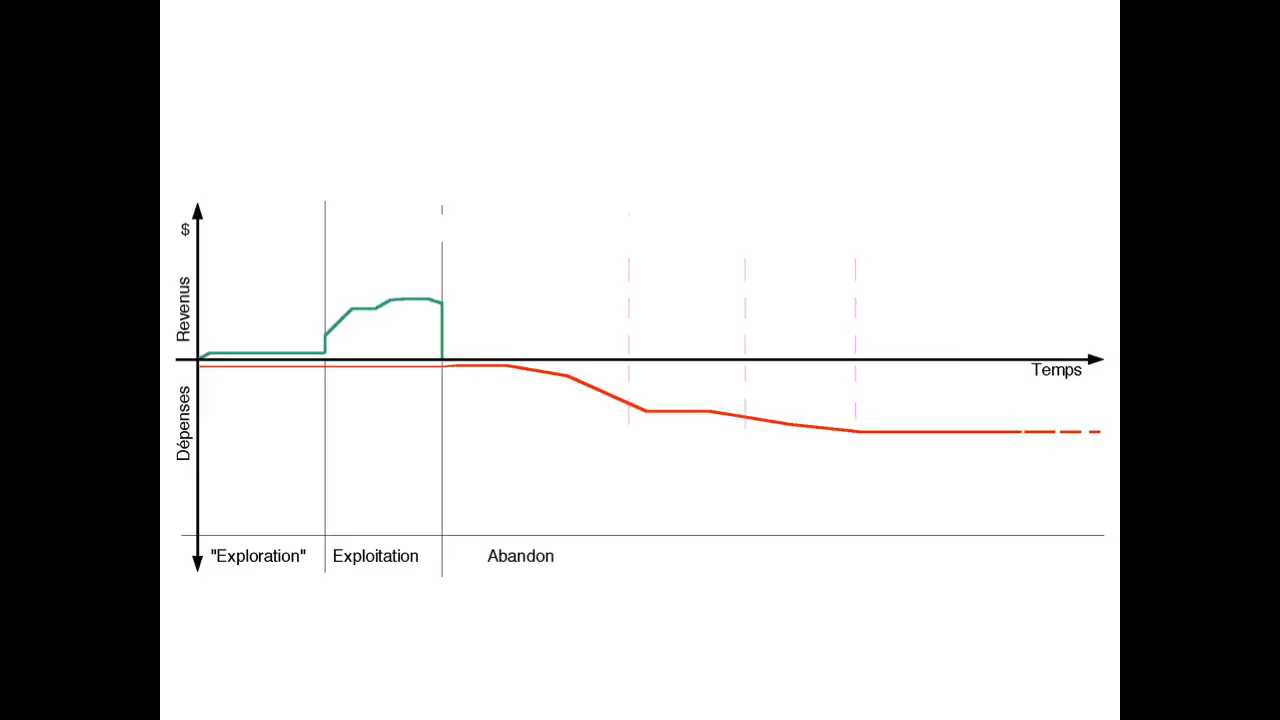 $
Revenus
Temps
Dépenses
"Exploration"
Exploitation
Abandon